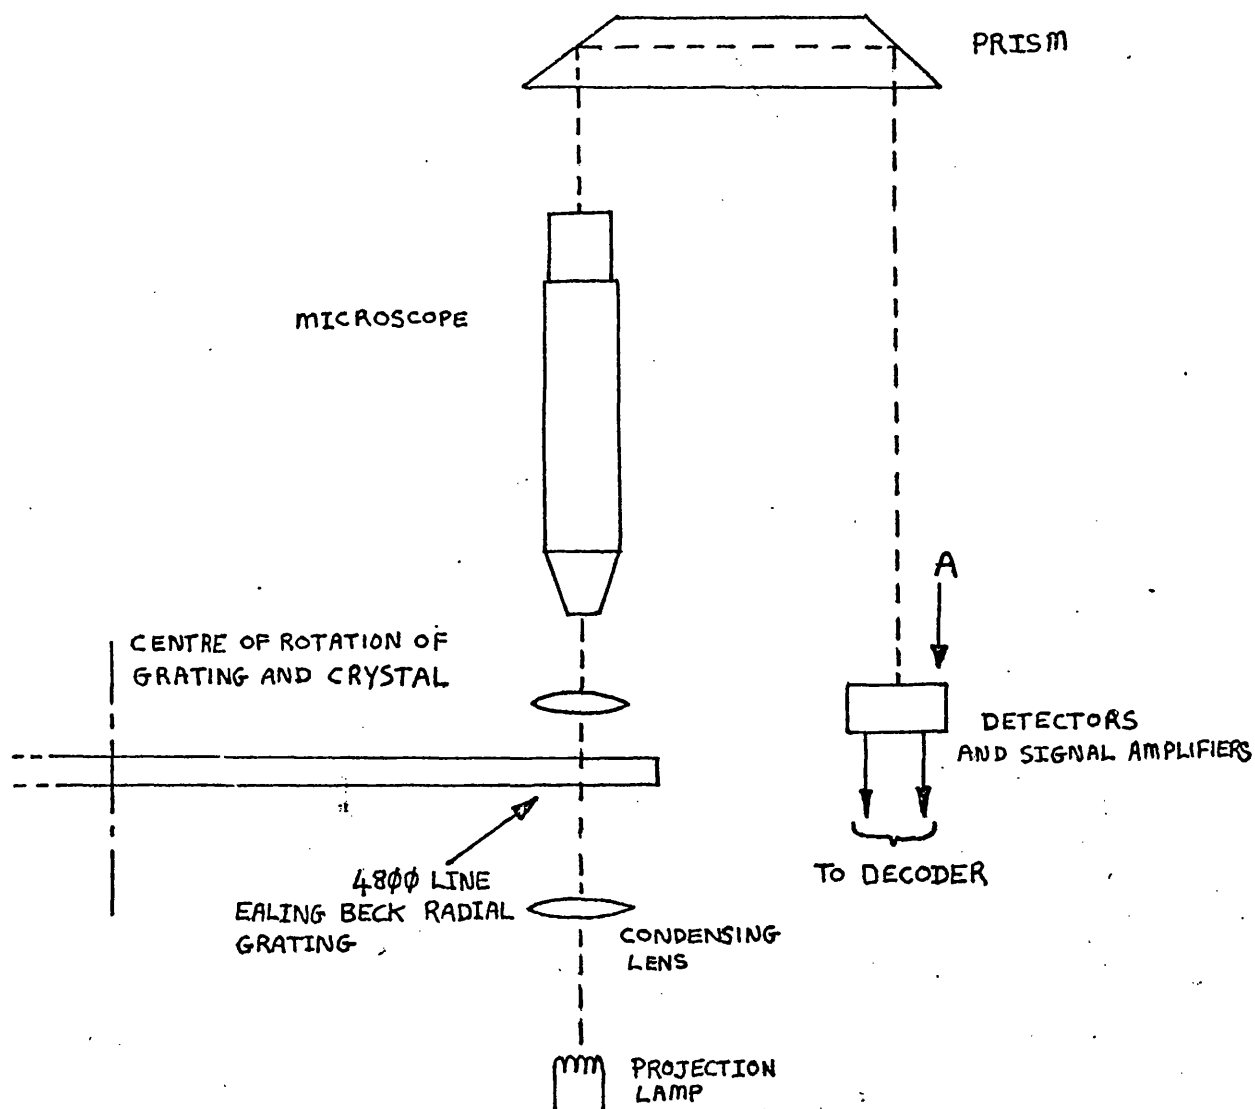 PRISM
MICROSCOPE
A
CENTRE OF ROTATION OF
GRATING AND CRYSTAL
DETECTORS
AND SIGNAL AMPLIFIERS
TO DECODER
48ØØ LINE
EALING BECK RADIAL
GRATING
CONDENSING
LENS
PROJECTION
LAMP